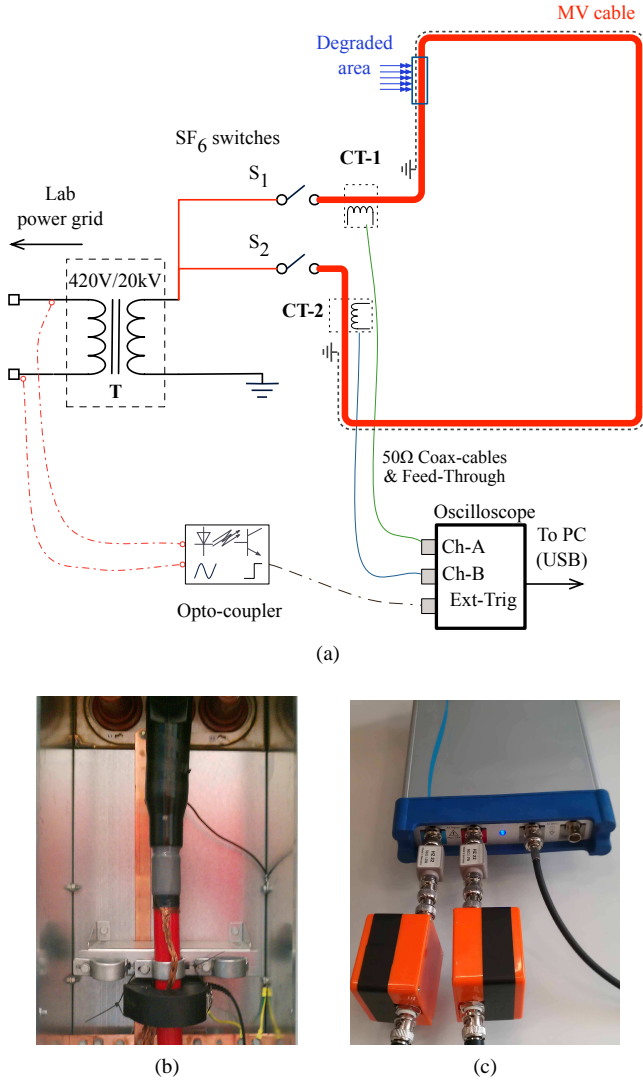 MV cable
Degraded
area
SF6 switches
CT-1
S1
Lab
power grid
S2
420V/20kV
CT-2
T
50Ω Coax-cables
& Feed-Through
Oscilloscope
To PC
(USB)
Ch-A
Ch-B
Ext-Trig
Opto-coupler
(a)
(b)
(c)